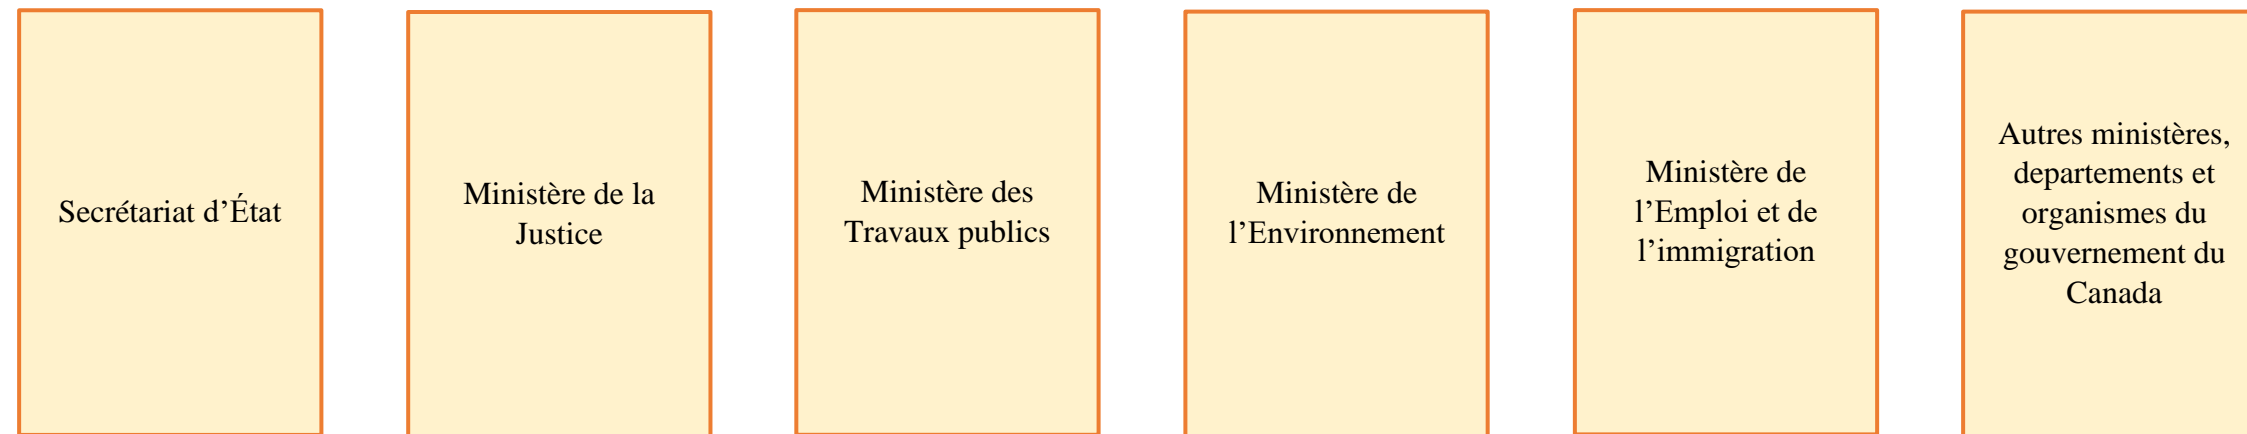 Secrétariat d’État
Ministère de la
Justice
Ministère des
Travaux publics
Ministère de
l’Environnement
Ministère de
l’Emploi et de
l’immigration
Autres ministères,
departements et
organismes du
gouvernement du
Canada